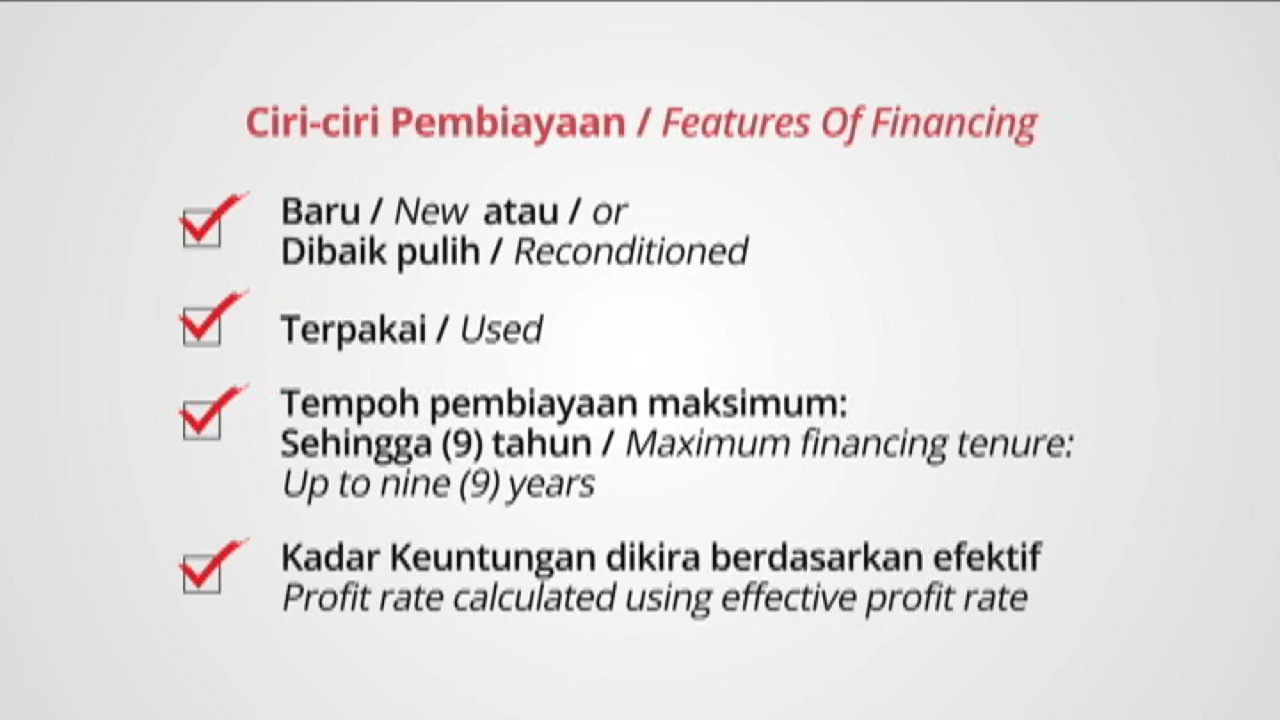 Ciri-ciri Pembiayaan / Features Of Financing
Baru / New atau / or
Dibaik pulih / Reconditioned
Terpakai / Used
Tempoh pembiayaan maksimum:
Sehingga (9) tahun / Maximum financing tenure:
Up to nine (9) years
Kadar Keuntungan dikira berdasarkan efektif
Profit rate calculated using effective profit rate